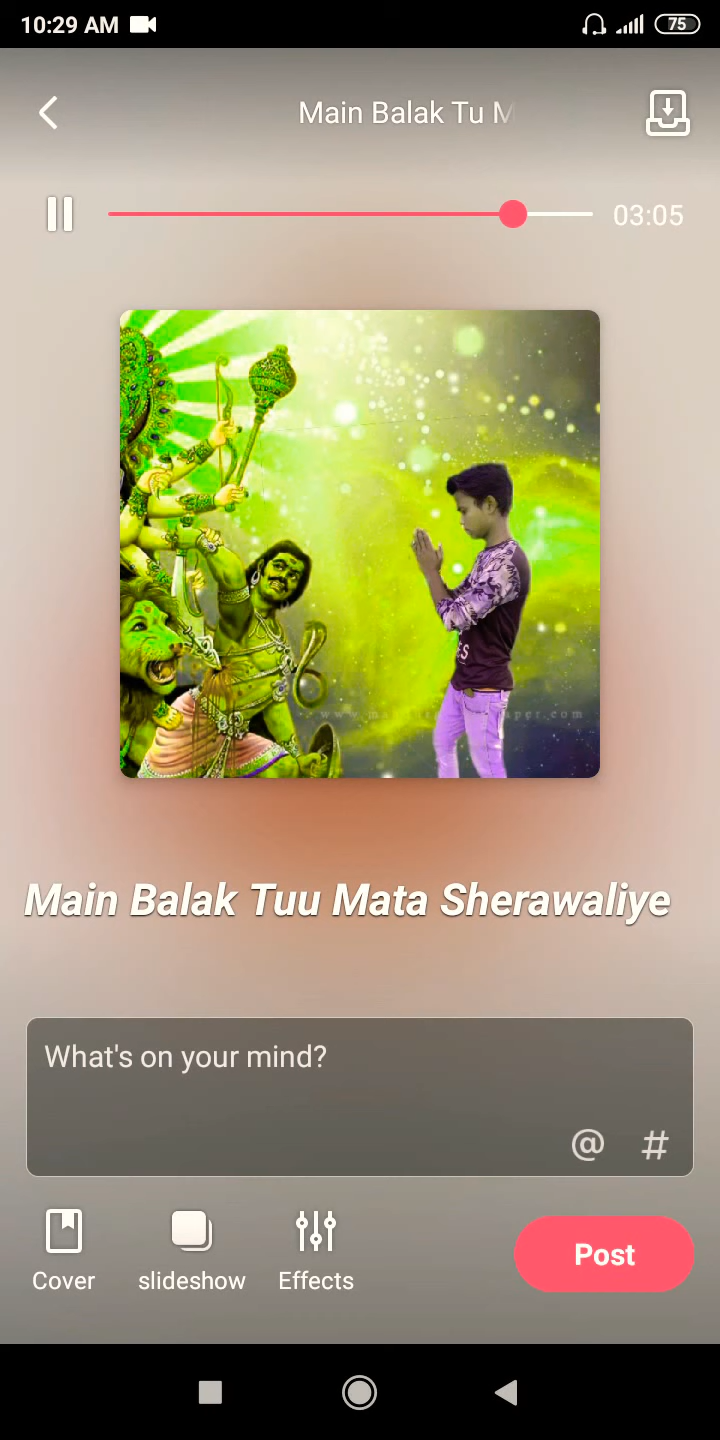 10:29 AM
75
Main Balak Tu M
03:05
Main Balak Tuu Mata Sherawaliye
What's on your mind?
@ #
Cover
slideshow
Effects
Post